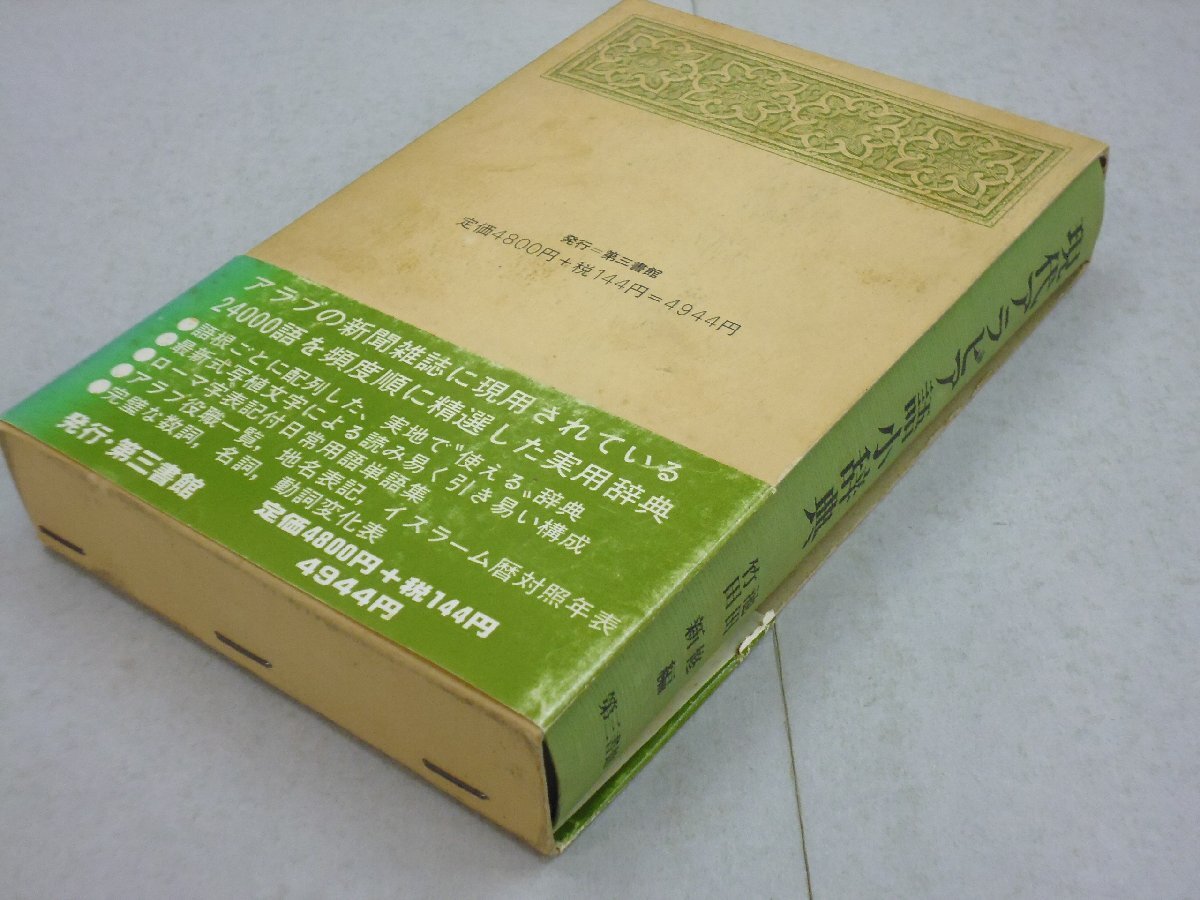 発行=第三書館
定価4800円+税144円=4944円
アラブの新聞雑誌に現用されている
24000語を頻度順に精選した実用辞典
●語根ごとに配列した、実地で"使える"辞典
●最新式写植文字による読み易く引き易い構成
●ローマ字表記付日常用語単語集
●アラブ役職一覧,地名表記,イスラーム暦対照年表
●完璧な数詞,名詞,動詞変化表
発行・第三書館
定価4800円+税144円
4944円
現代アラビア語小辞典
池田 修
竹田 新 編
第三書館